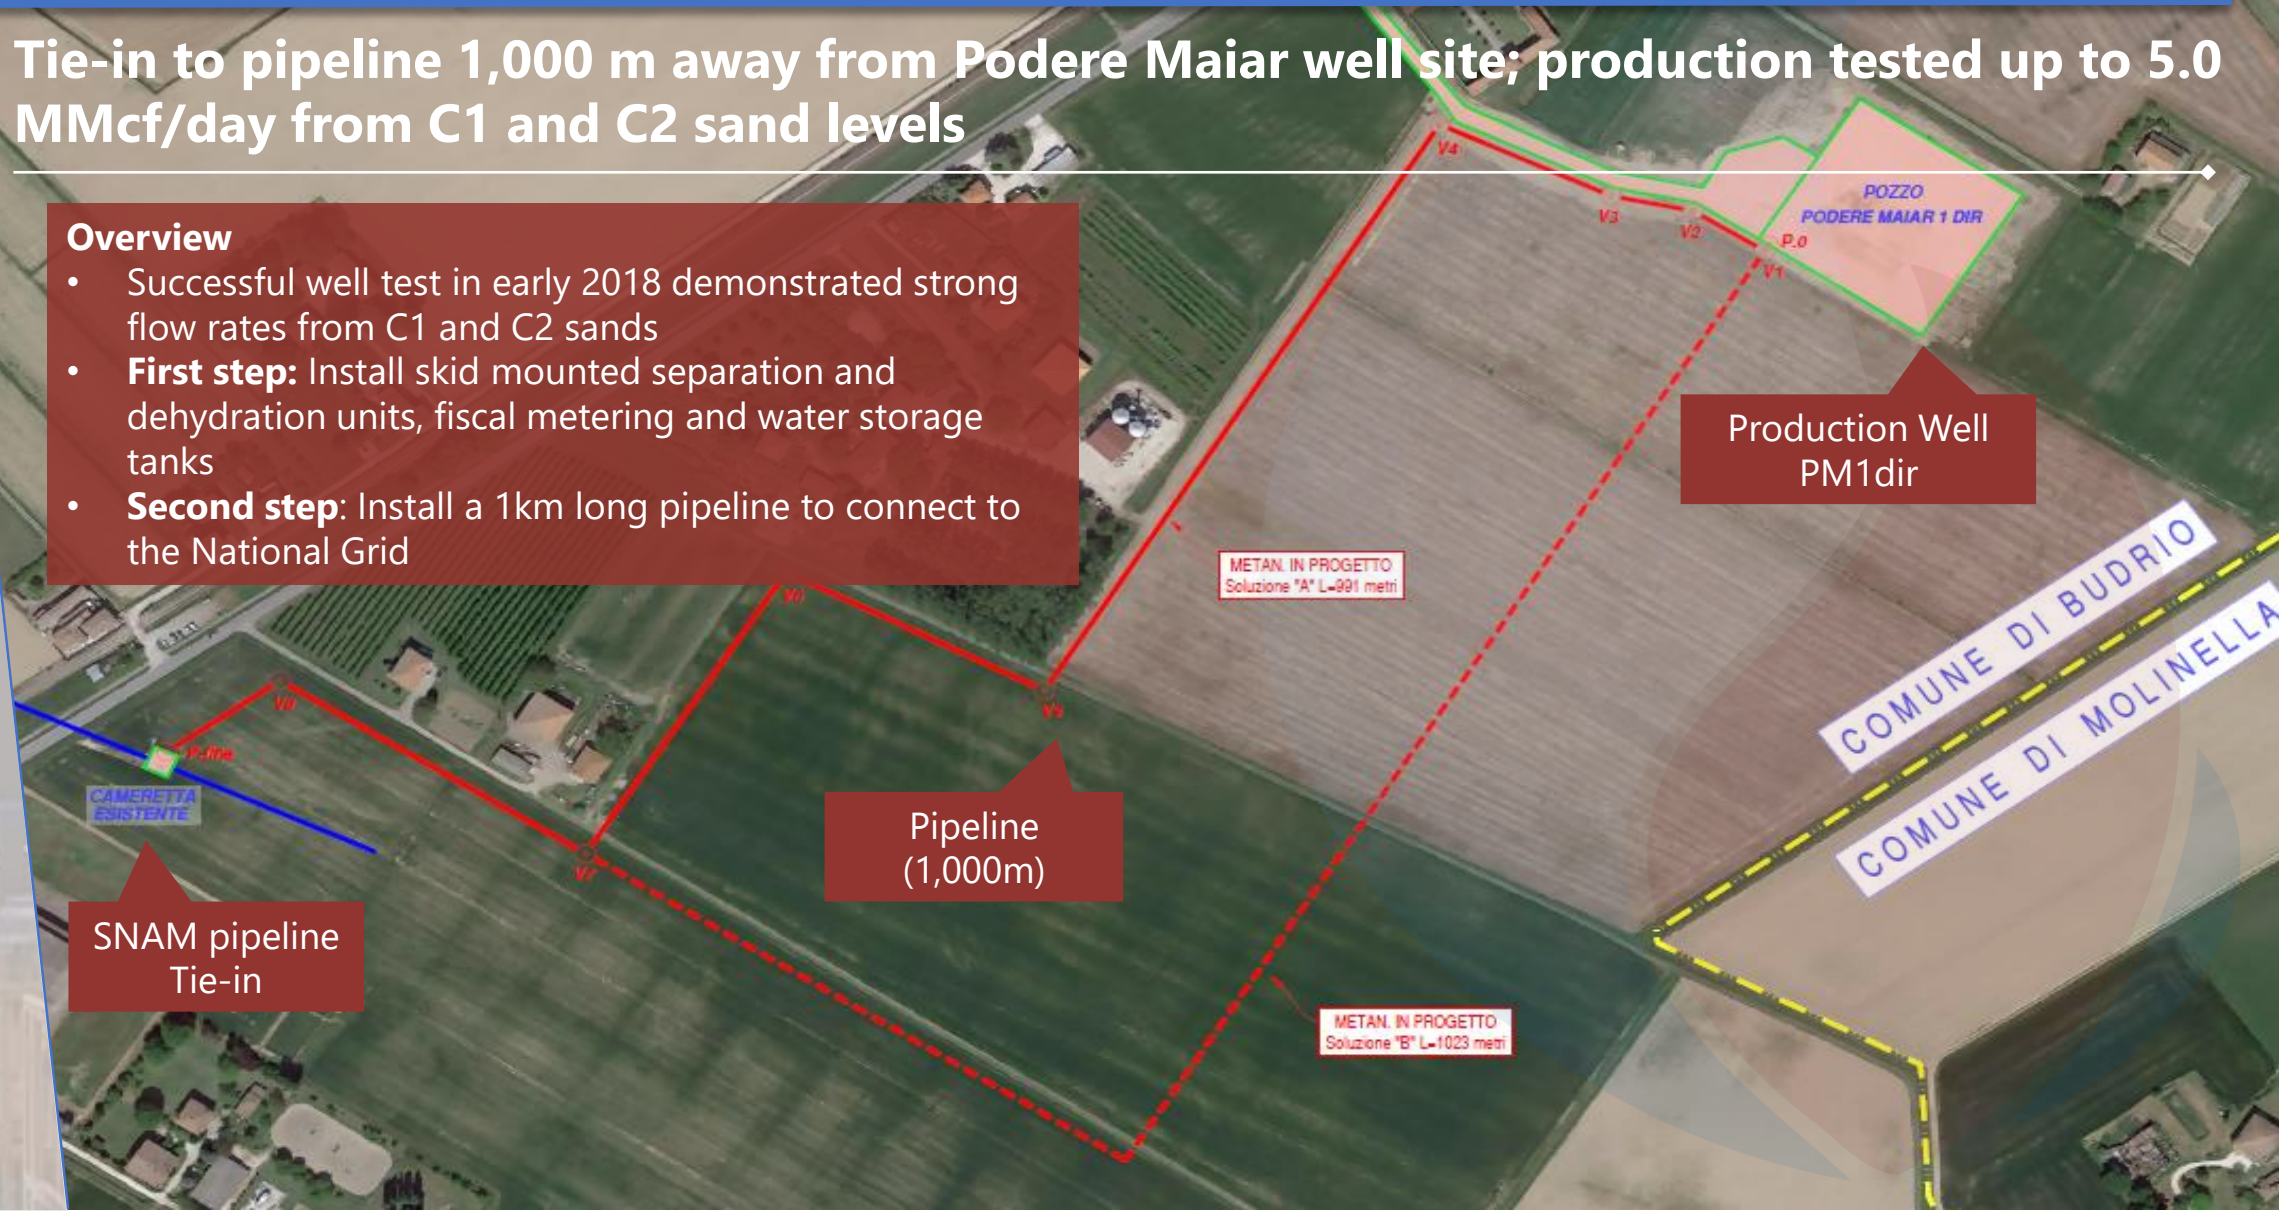 Tie-in to pipeline 1,000 m away from Podere Maiar well site; production tested up to 5.0
MMcf/day from C1 and C2 sand levels
Overview
• Successful well test in early 2018 demonstrated strong
flow rates from C1 and C2 sands
• First step: Install skid mounted separation and
dehydration units, fiscal metering and water storage
tanks
• Second step: Install a 1km long pipeline to connect to
the National Grid
V4
V3
V2
P.0
V1
POZZO
PODERE MAIAR 1 DIR
Production Well
PM1dir
METAN. IN PROGETTO
Soluzione "A" L=991 metri
COMUNE DI BUDRIO
COMUNE DI MOLINELLA
V6
V5
V8
P.fine
CAMERETTA
ESISTENTE
V7
Pipeline
(1,000m)
SNAM pipeline
Tie-in
METAN. IN PROGETTO
Soluzione "B" L=1023 metri